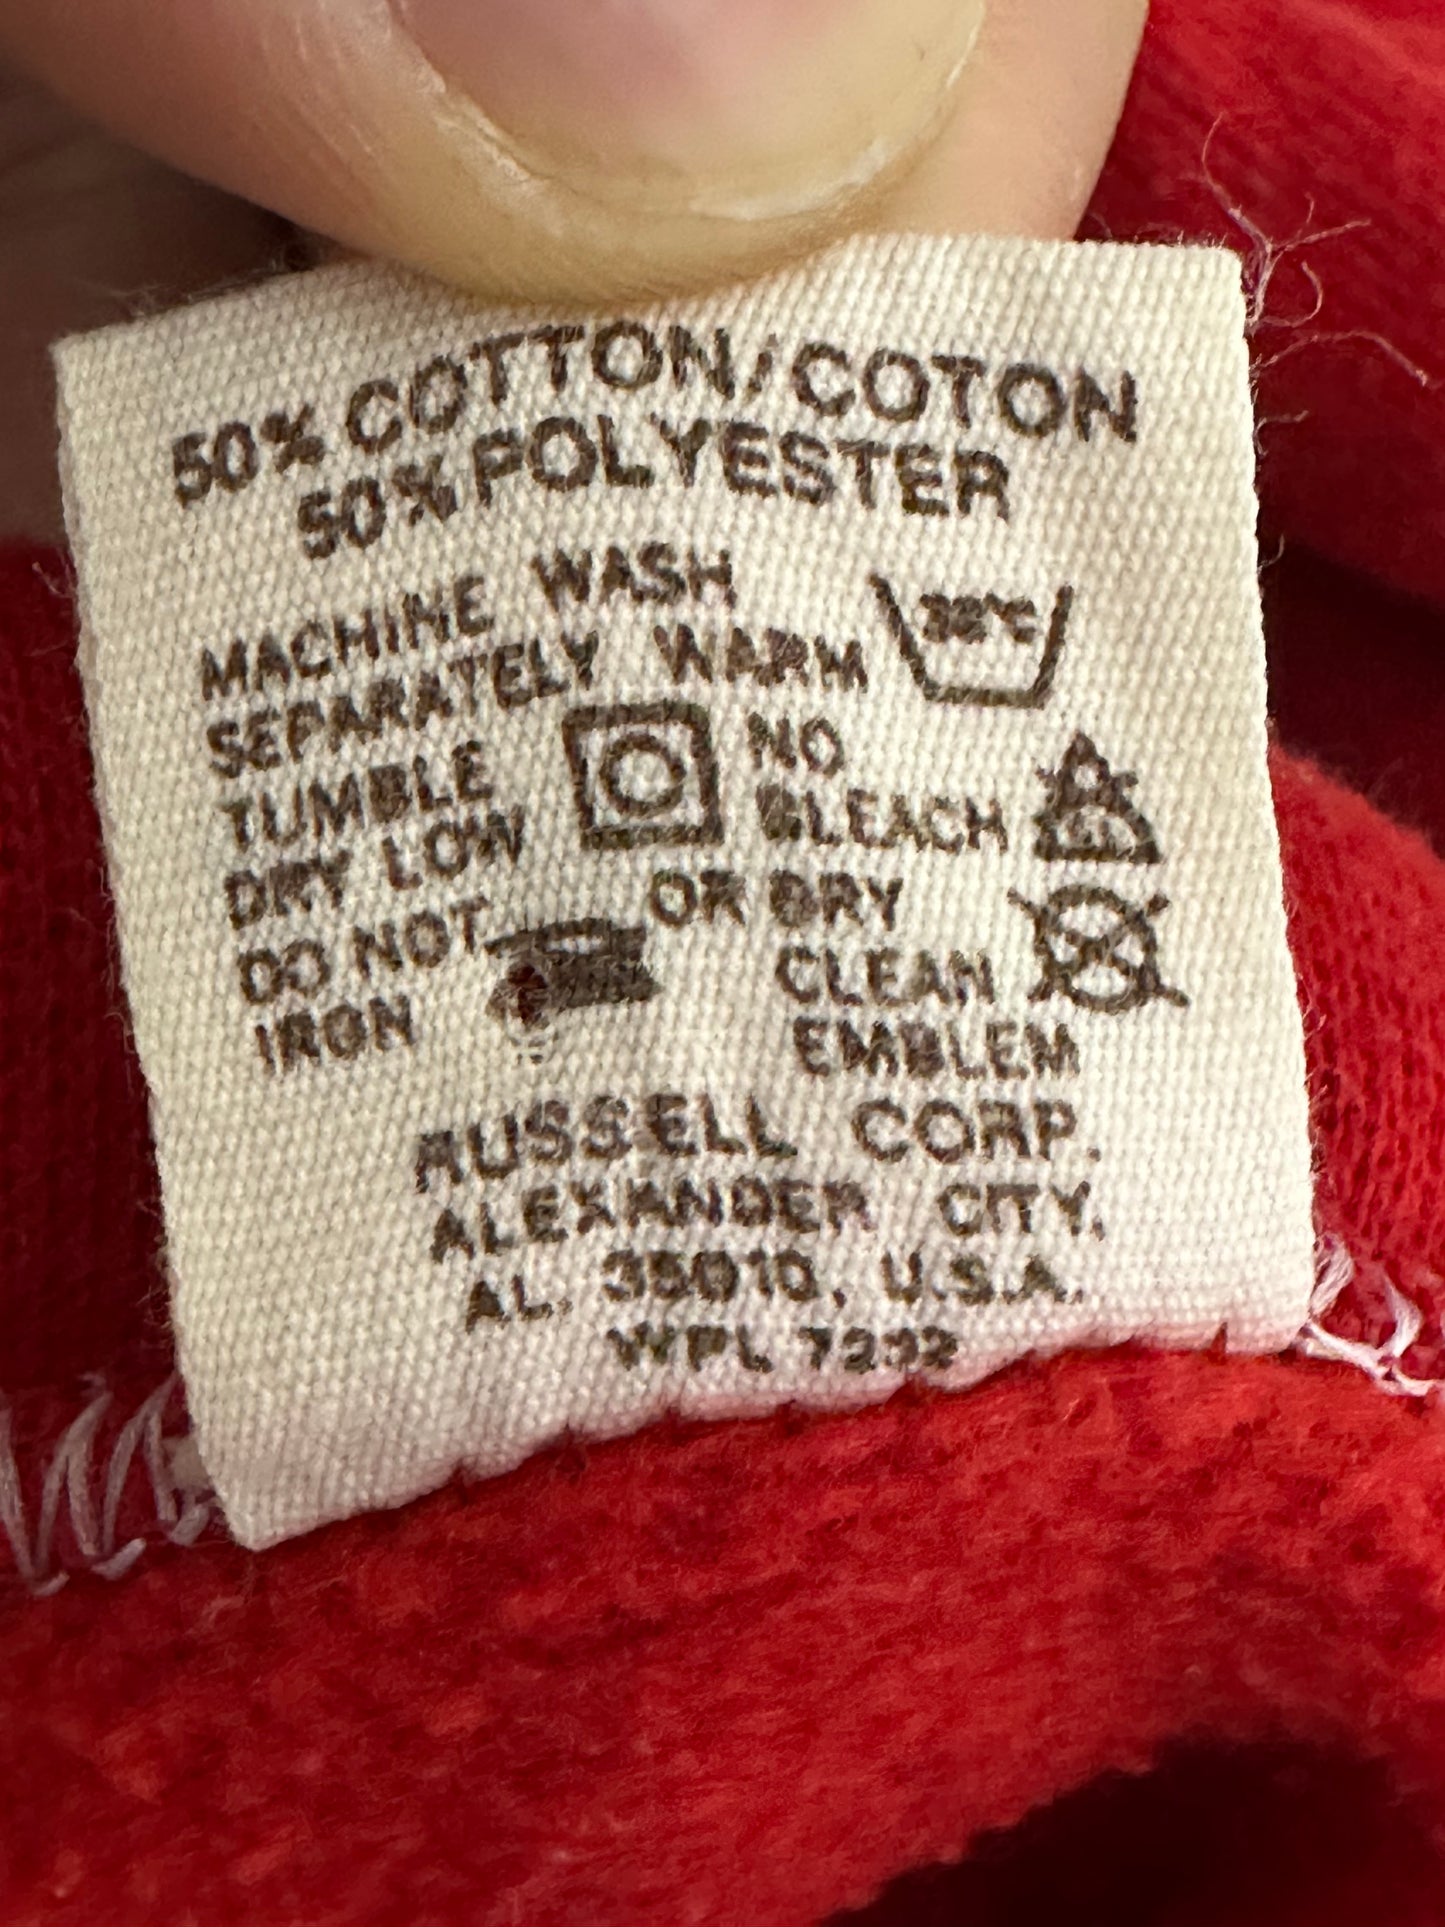 50% COTTON/COTON
50% POLYESTER
MACHINE WASH
SEPARATELY WARM
TUMBLE
DRY LOW
NO
BLEACH
DO NOT
IRON
OR DRY
CLEAN
EMBLEM
RUSSELL CORP.
ALEXANDER CITY,
AL. 35010, U.S.A.
WPL 7232